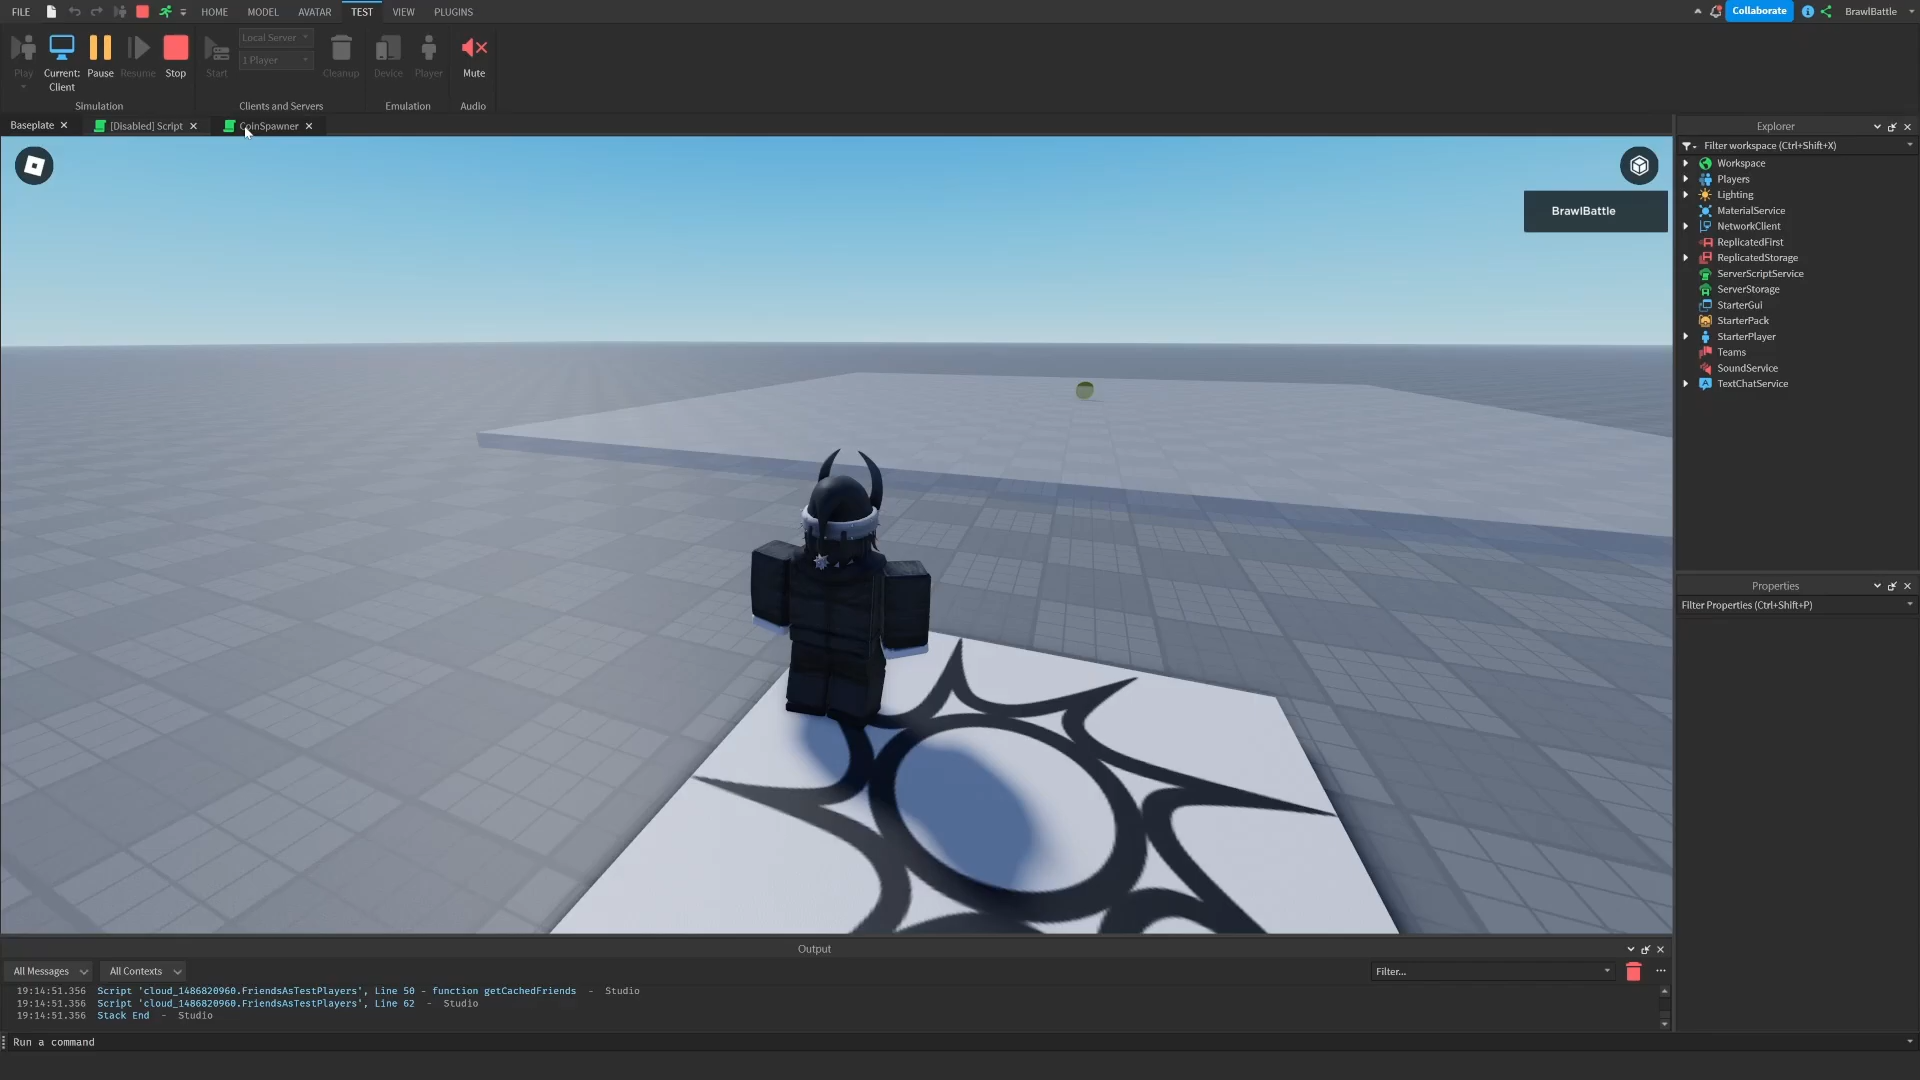 FILE HOME MODEL AVATAR TEST VIEW PLUGINS Collaborate BrawlBattle
Play Current: Client Pause Resume Stop Start Local Server 1 Player Cleanup Device Player Mute
Simulation Clients and Servers Emulation Audio
Baseplate [Disabled] Script CoinSpawner
BrawlBattle
Explorer
Filter workspace (Ctrl+Shift+X)
Workspace
Players
Lighting
MaterialService
NetworkClient
ReplicatedFirst
ReplicatedStorage
ServerScriptService
ServerStorage
StarterGui
StarterPack
StarterPlayer
Teams
SoundService
TextChatService
Properties
Filter Properties (Ctrl+Shift+P)
Output
All Messages All Contexts Filter...
19:14:51.356 Script 'cloud_1486820960.FriendsAsTestPlayers', Line 50 - function getCachedFriends - Studio
19:14:51.356 Script 'cloud_1486820960.FriendsAsTestPlayers', Line 62 - Studio
19:14:51.356 Stack End - Studio
Run a command